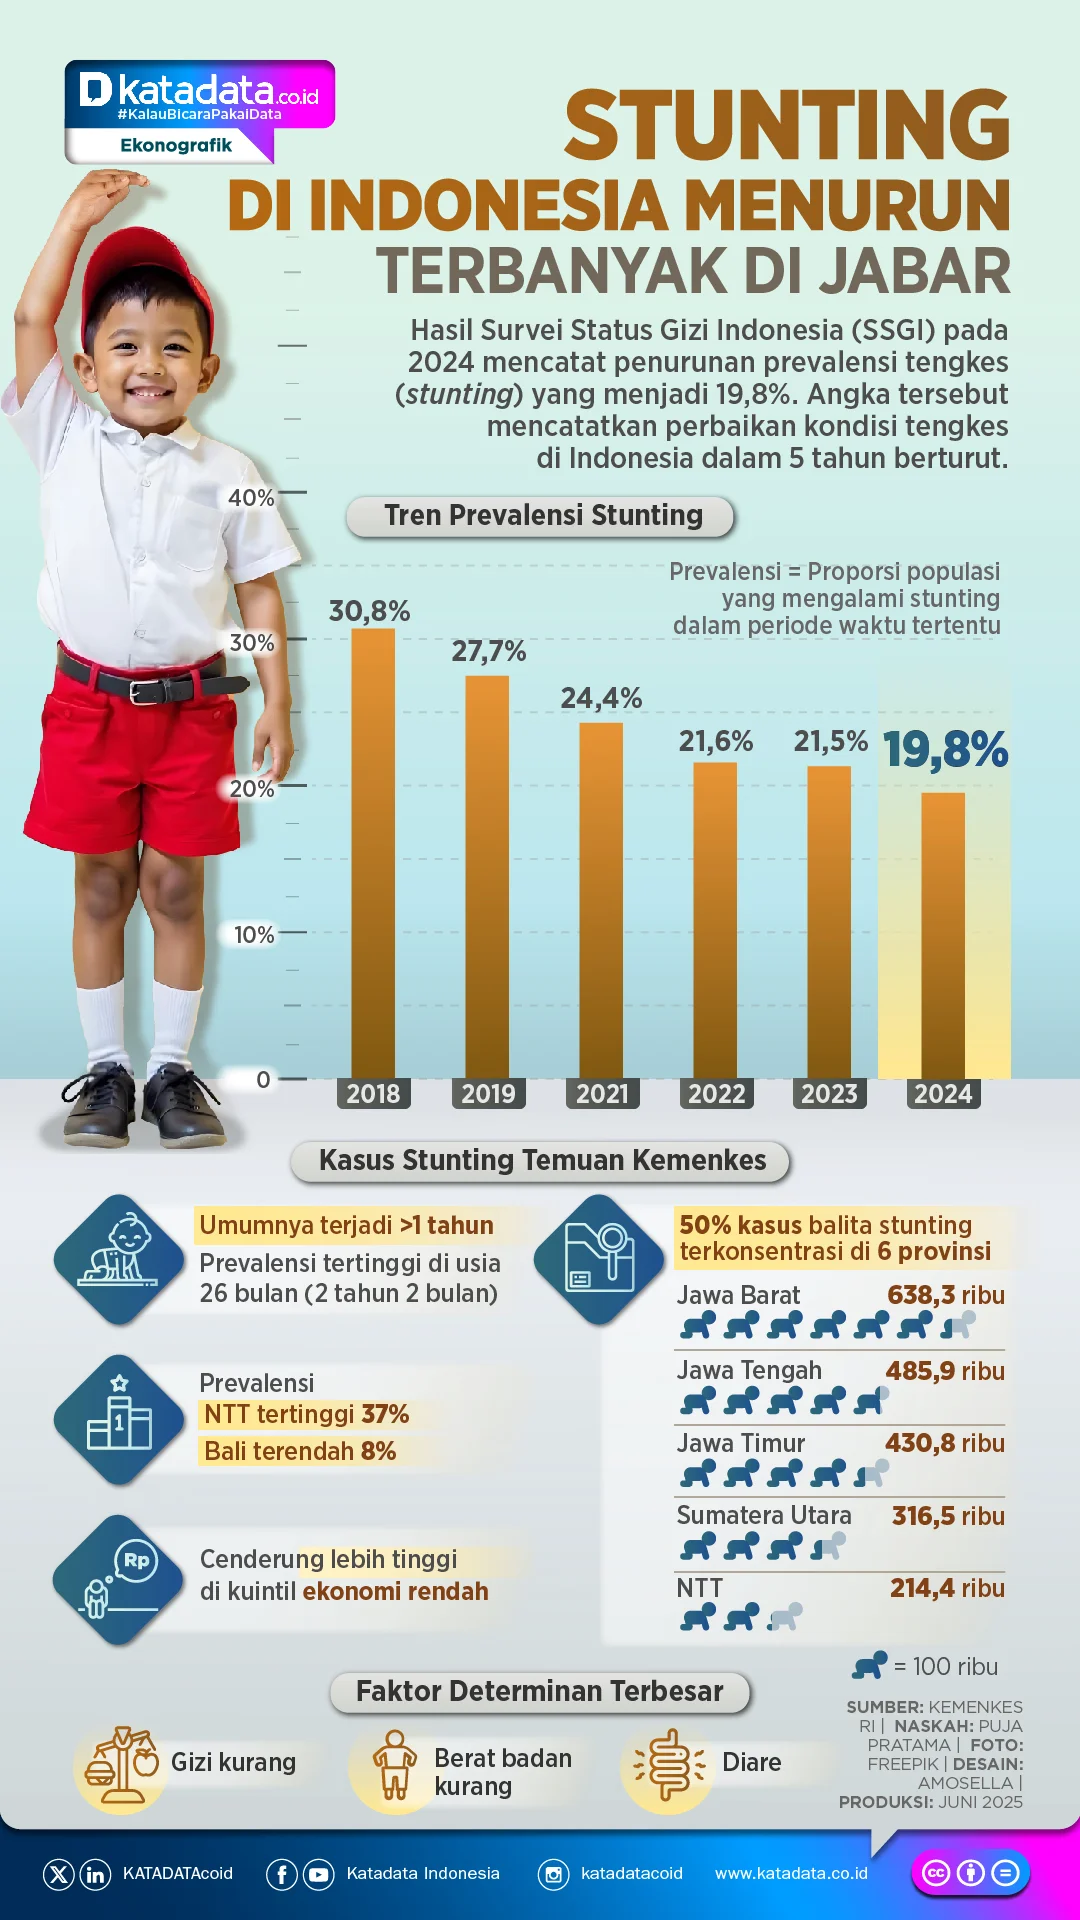 katadata.co.id
#KalauBicaraPakaiData
Ekonografik
STUNTING
DI INDONESIA MENURUN
TERBANYAK DI JABAR
Hasil Survei Status Gizi Indonesia (SSGI) pada
2024 mencatat penurunan prevalensi tengkes
(stunting) yang menjadi 19,8%. Angka tersebut
mencatatkan perbaikan kondisi tengkes
di Indonesia dalam 5 tahun berturut.
Tren Prevalensi Stunting
Prevalensi = Proporsi populasi
yang mengalami stunting
dalam periode waktu tertentu
40%
30%
20%
10%
0
30,8%
27,7%
24,4%
21,6%
21,5%
19,8%
2018
2019
2021
2022
2023
2024
Kasus Stunting Temuan Kemenkes
Umumnya terjadi >1 tahun
Prevalensi tertinggi di usia
26 bulan (2 tahun 2 bulan)
1
Prevalensi
NTT tertinggi 37%
Bali terendah 8%
Rp
Cenderung lebih tinggi
di kuintil ekonomi rendah
50% kasus balita stunting
terkonsentrasi di 6 provinsi
Jawa Barat 638,3 ribu
Jawa Tengah 485,9 ribu
Jawa Timur 430,8 ribu
Sumatera Utara 316,5 ribu
NTT 214,4 ribu
= 100 ribu
Faktor Determinan Terbesar
Gizi kurang
Berat badan
kurang
Diare
SUMBER: KEMENKES
RI | NASKAH: PUJA
PRATAMA | FOTO:
FREEPIK | DESAIN:
AMOSELLA |
PRODUKSI: JUNI 2025
KATADATAcoid
Katadata Indonesia
katadatacoid
www.katadata.co.id
cc